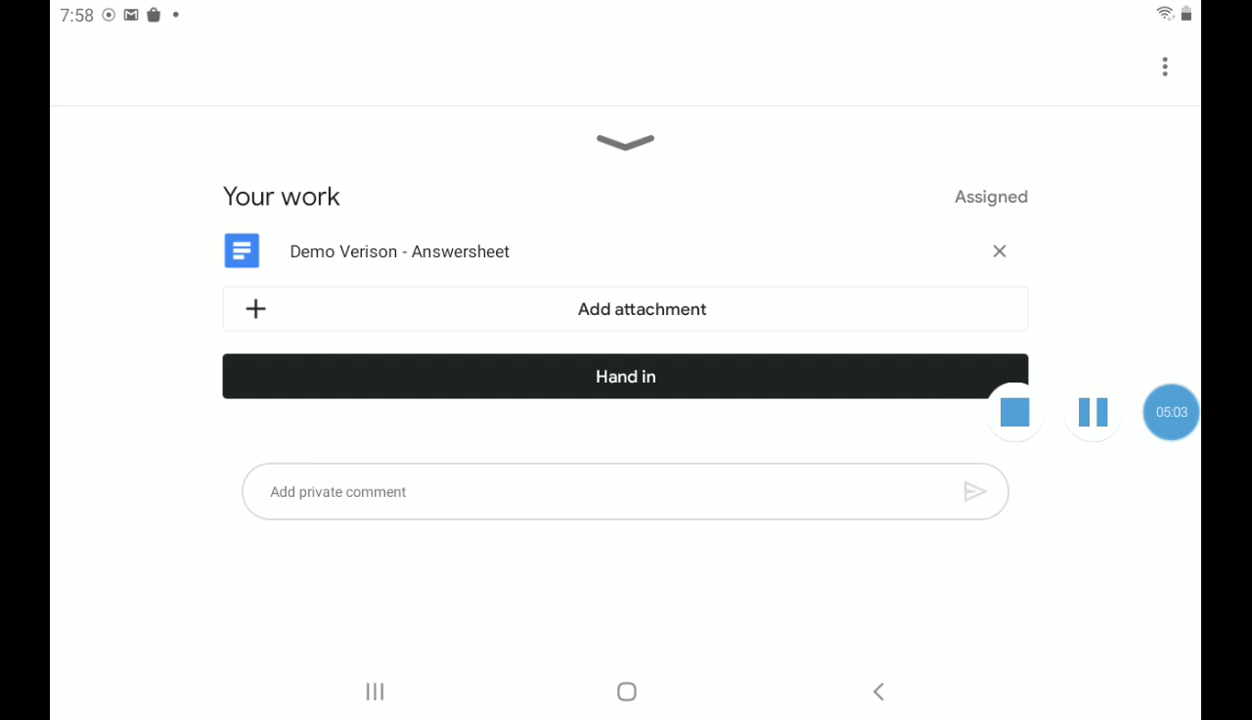 7:58
Your work
Assigned
Demo Verison - Answersheet
Add attachment
Hand in
05:03
Add private comment